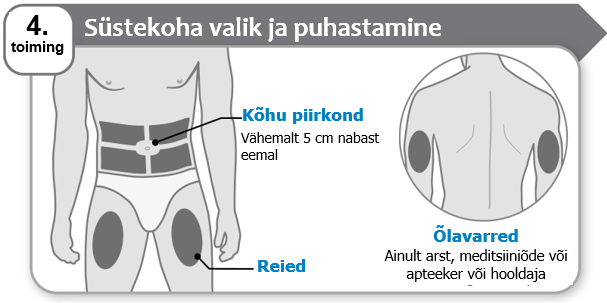 4.
toiming
Süstekoha valik ja puhastamine
Kõhu piirkond
Vähemalt 5 cm nabast
eemal
Reied
Õlavarred
Ainult arst, meditsiiniõde või
apteeker või hooldaja